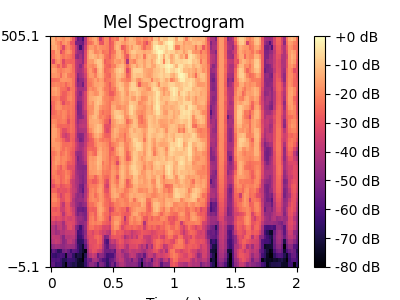 Mel Spectrogram
505.1
-5.1
0
0.5
1
1.5
2
+0 dB
-10 dB
-20 dB
-30 dB
-40 dB
-50 dB
-60 dB
-70 dB
-80 dB